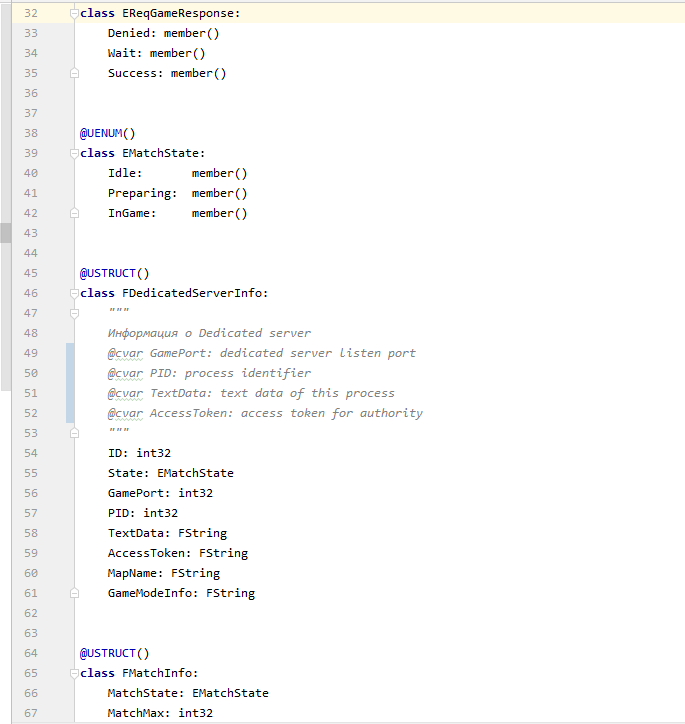 32 class EReqGameResponse:
33     Denied: member()
34     Wait: member()
35     Success: member()
36
37
38 @UENUM()
39 class EMatchState:
40     Idle:       member()
41     Preparing:  member()
42     InGame:     member()
43
44
45 @USTRUCT()
46 class FDedicatedServerInfo:
47     """
48     Информация о Dedicated server
49     @cvar GamePort: dedicated server listen port
50     @cvar PID: process identifier
51     @cvar TextData: text data of this process
52     @cvar AccessToken: access token for authority
53     """
54     ID: int32
55     State: EMatchState
56     GamePort: int32
57     PID: int32
58     TextData: FString
59     AccessToken: FString
60     MapName: FString
61     GameModeInfo: FString
62
63
64 @USTRUCT()
65 class FMatchInfo:
66     MatchState: EMatchState
67     MatchMax: int32